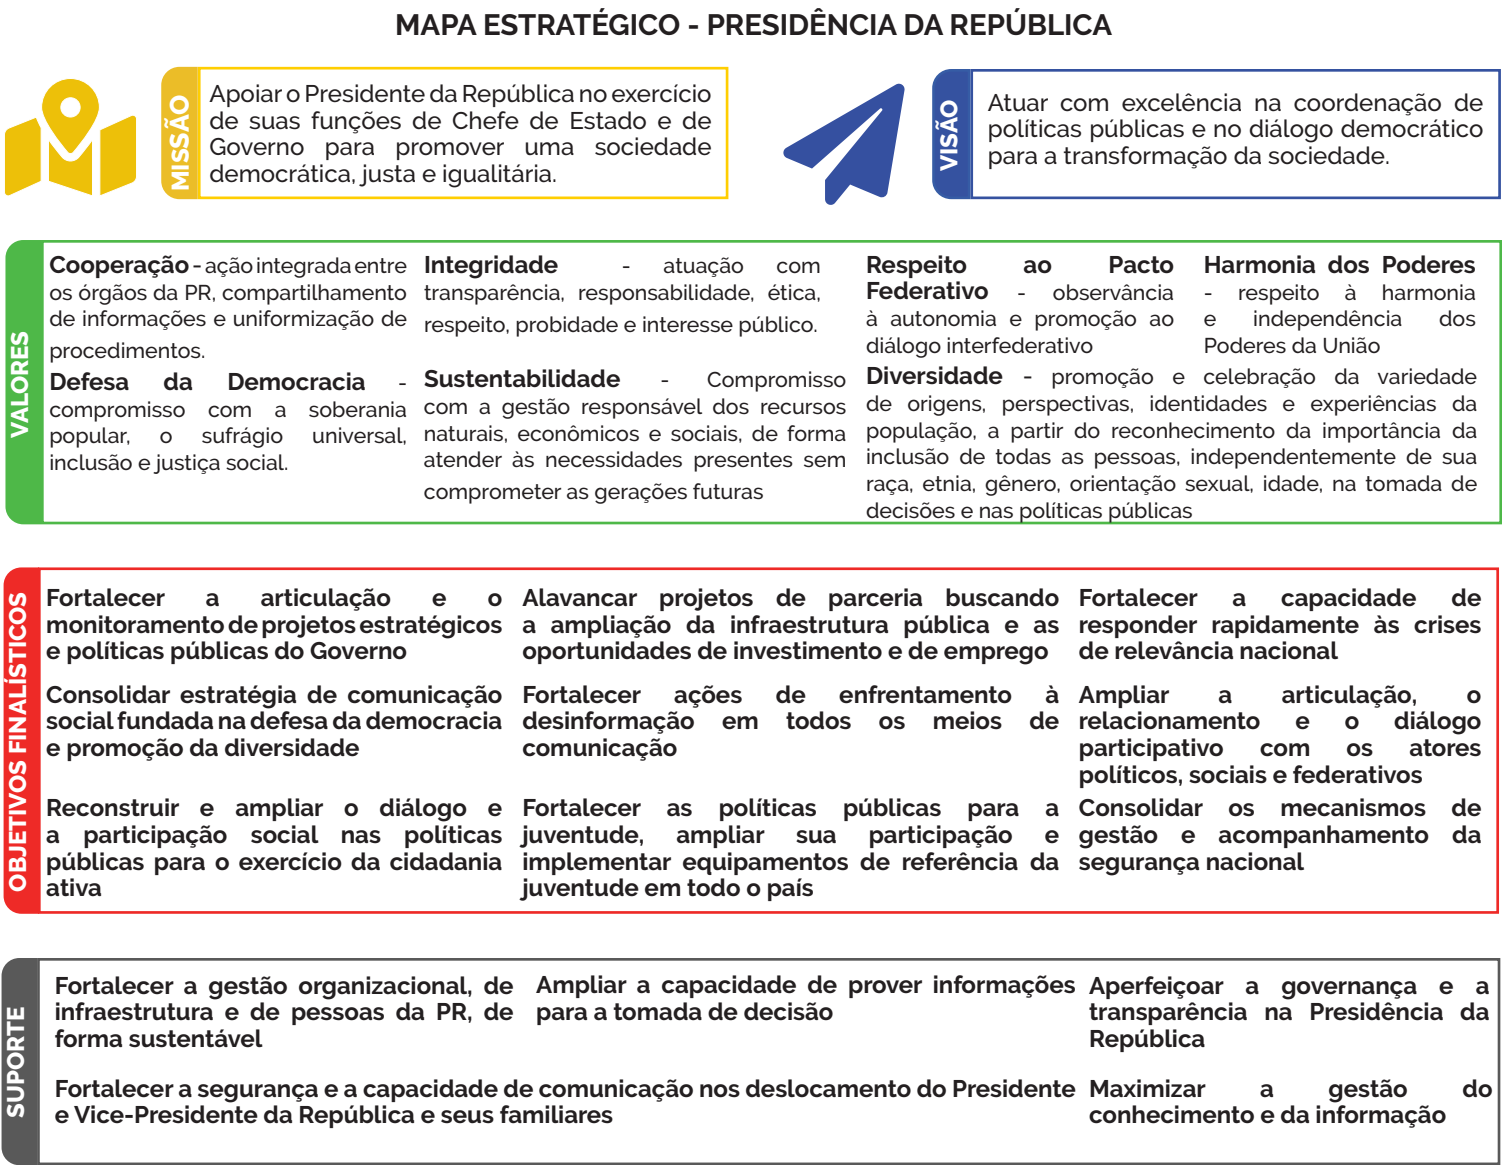 MAPA ESTRATÉGICO - PRESIDÊNCIA DA REPÚBLICA
MISSÃO
Apoiar o Presidente da República no exercício
de suas funções de Chefe de Estado e de
Governo para promover uma sociedade
democrática, justa e igualitária.
VISÃO
Atuar com excelência na coordenação de
políticas públicas e no diálogo democrático
para a transformação da sociedade.
VALORES
Cooperação - ação integrada entre
os órgãos da PR, compartilhamento
de informações e uniformização de
procedimentos.
Defesa da Democracia -
compromisso com a soberania
popular, o sufrágio universal,
inclusão e justiça social.
Integridade - atuação com
transparência, responsabilidade, ética,
respeito, probidade e interesse público.
Sustentabilidade - Compromisso
com a gestão responsável dos recursos
naturais, econômicos e sociais, de forma
atender às necessidades presentes sem
comprometer as gerações futuras
Respeito ao Pacto
Federativo - observância
à autonomia e promoção ao
diálogo interfederativo
Harmonia dos Poderes
- respeito à harmonia
e independência dos
Poderes da União
Diversidade - promoção e celebração da variedade
de origens, perspectivas, identidades e experiências da
população, a partir do reconhecimento da importância da
inclusão de todas as pessoas, independentemente de sua
raça, etnia, gênero, orientação sexual, idade, na tomada de
decisões e nas políticas públicas
OBJETIVOS FINALÍSTICOS
Fortalecer a articulação e o
monitoramento de projetos estratégicos
e políticas públicas do Governo
Alavancar projetos de parceria buscando
a ampliação da infraestrutura pública e as
oportunidades de investimento e de emprego
Fortalecer a capacidade de
responder rapidamente às crises
de relevância nacional
Consolidar estratégia de comunicação
social fundada na defesa da democracia
e promoção da diversidade
Fortalecer ações de enfrentamento à
desinformação em todos os meios de
comunicação
Ampliar a articulação, o
relacionamento e o diálogo
participativo com os atores
políticos, sociais e federativos
Reconstruir e ampliar o diálogo e
a participação social nas políticas
públicas para o exercício da cidadania
ativa
Fortalecer as políticas públicas para a
juventude, ampliar sua participação e
implementar equipamentos de referência da
juventude em todo o país
Consolidar os mecanismos de
gestão e acompanhamento da
segurança nacional
SUPORTE
Fortalecer a gestão organizacional, de
infraestrutura e de pessoas da PR, de
forma sustentável
Ampliar a capacidade de prover informações
para a tomada de decisão
Aperfeiçoar a governança e a
transparência na Presidência da
República
Fortalecer a segurança e a capacidade de comunicação nos deslocamento do Presidente
e Vice-Presidente da República e seus familiares
Maximizar a gestão do
conhecimento e da informação